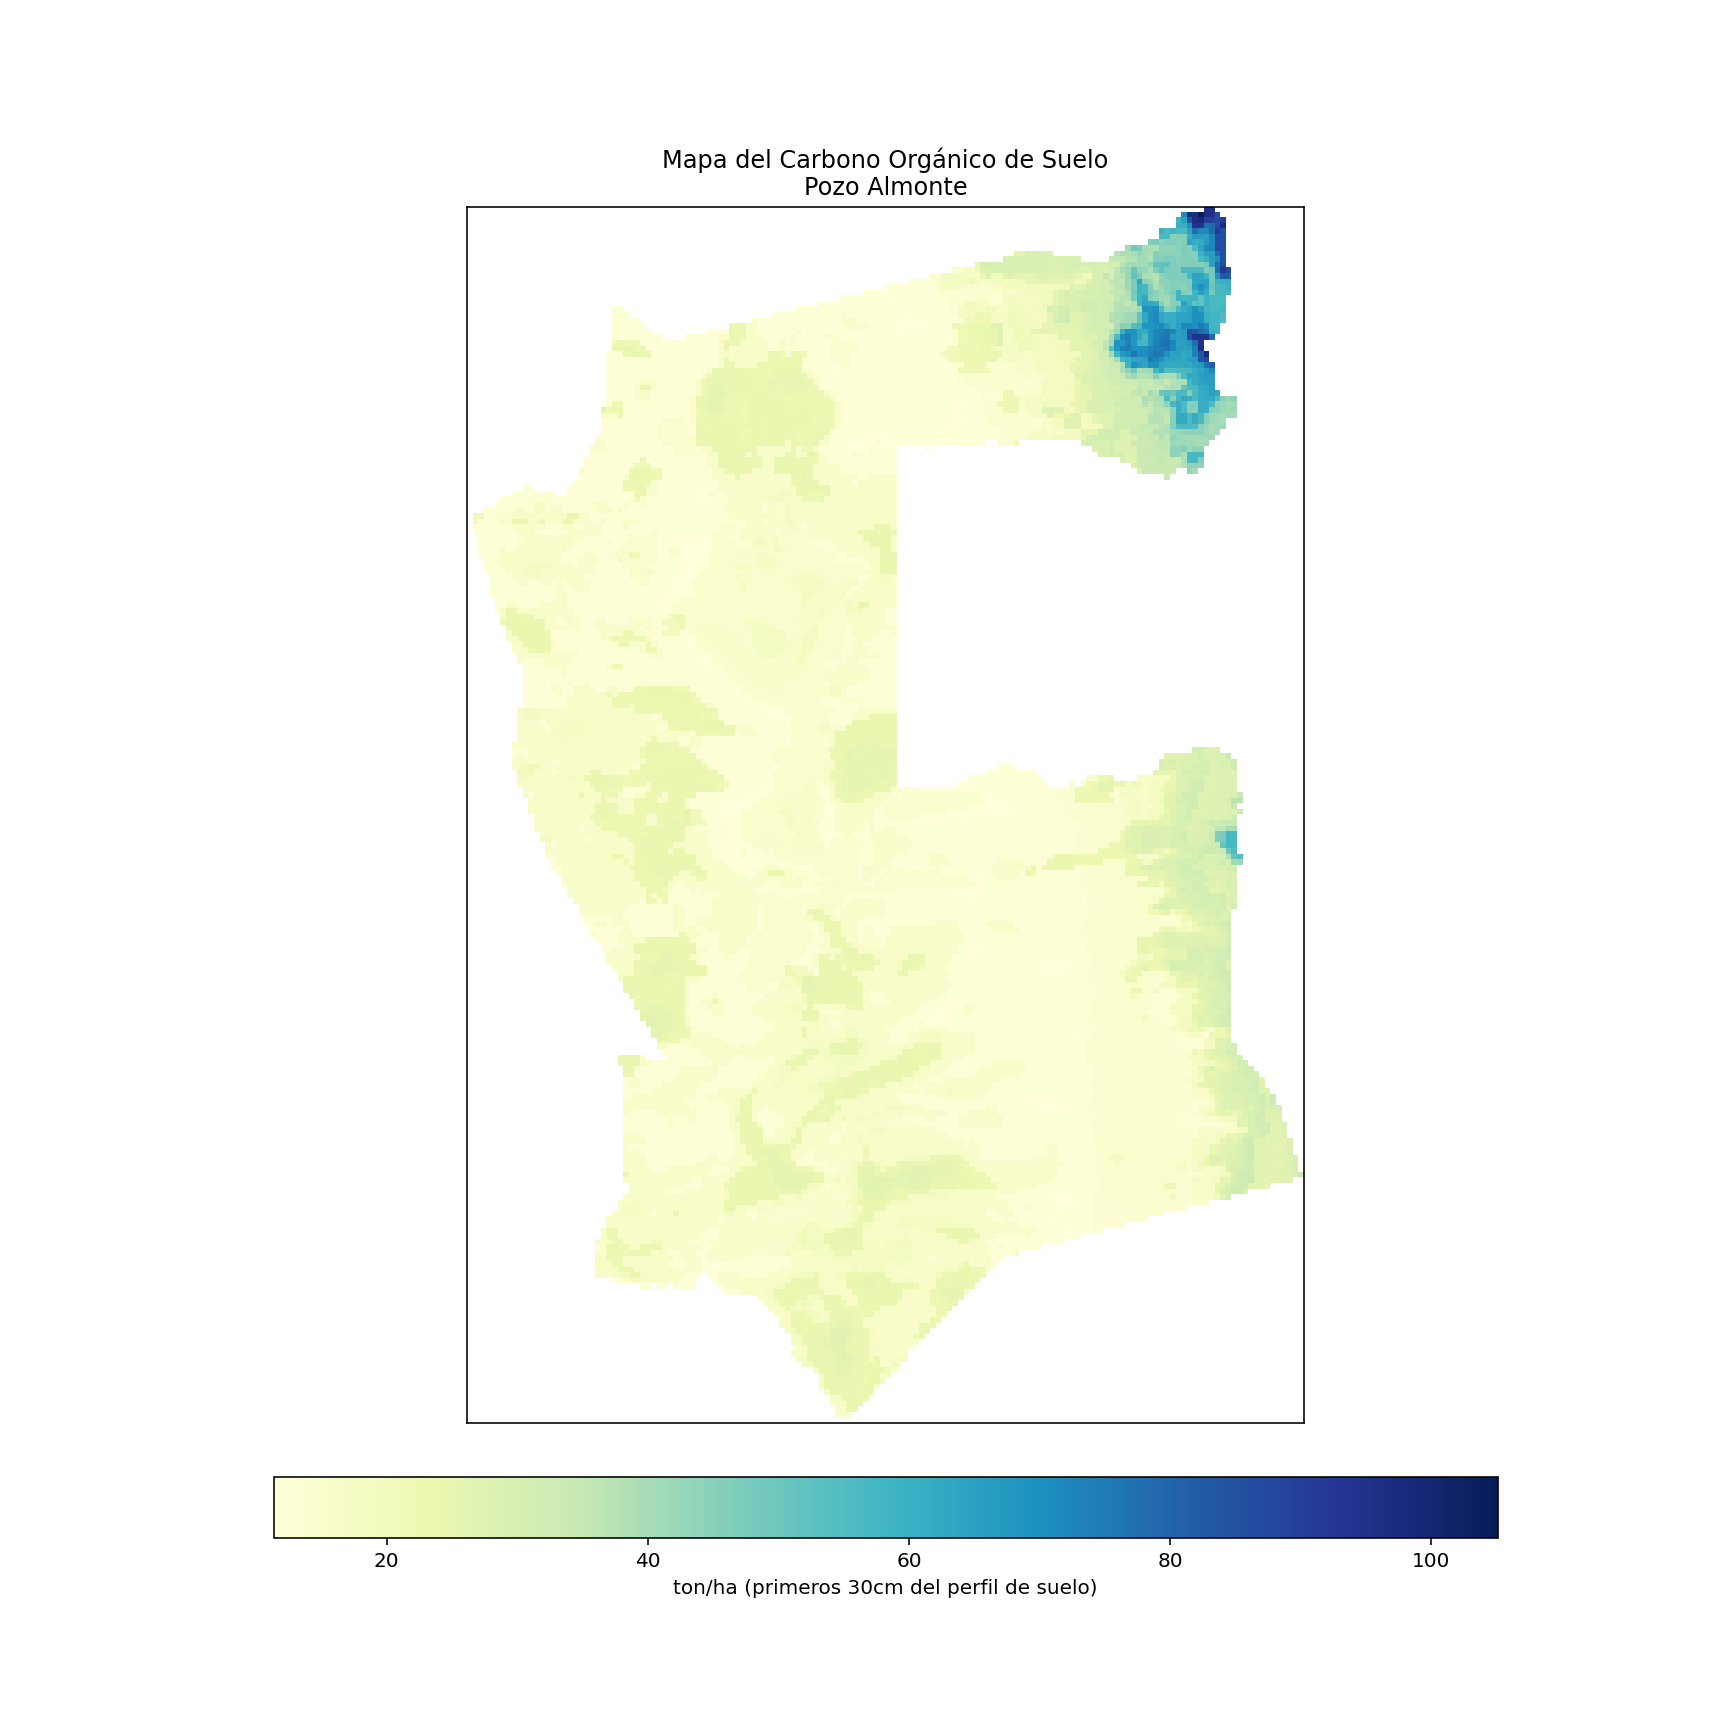 Mapa del Carbono Orgánico de Suelo
Pozo Almonte
20 40 60 80 100
ton/ha (primeros 30cm del perfil de suelo)